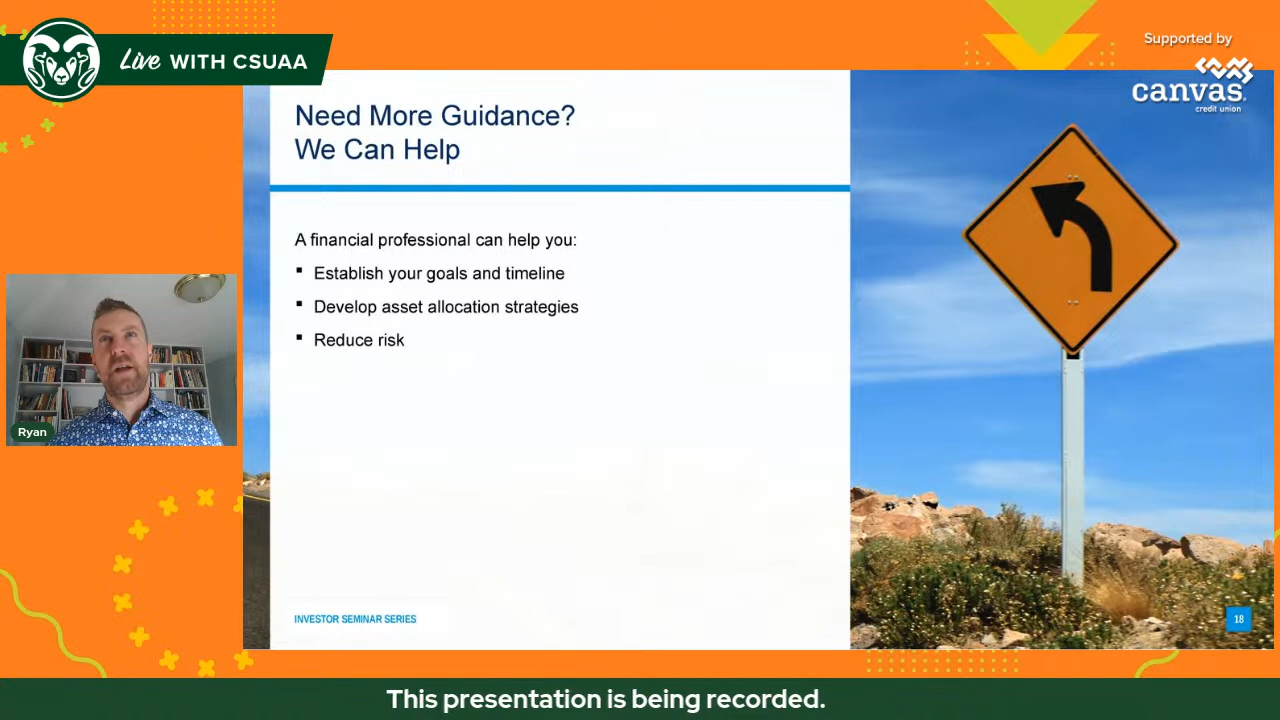 Live WITH CSUAA
Supported by
canvas
credit union
Need More Guidance?
We Can Help
A financial professional can help you:
▪ Establish your goals and timeline
▪ Develop asset allocation strategies
▪ Reduce risk
Ryan
INVESTOR SEMINAR SERIES
18
This presentation is being recorded.